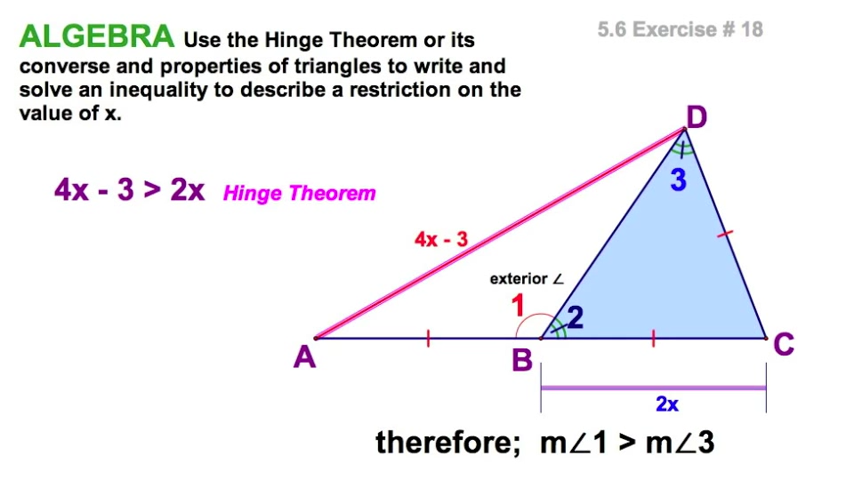 ALGEBRA Use the Hinge Theorem or its
converse and properties of triangles to write and
solve an inequality to describe a restriction on the
value of x.
5.6 Exercise # 18
4x - 3 > 2x Hinge Theorem
D
3
4x - 3
exterior ∠
1
2
A
B
C
2x
therefore; m∠1 > m∠3